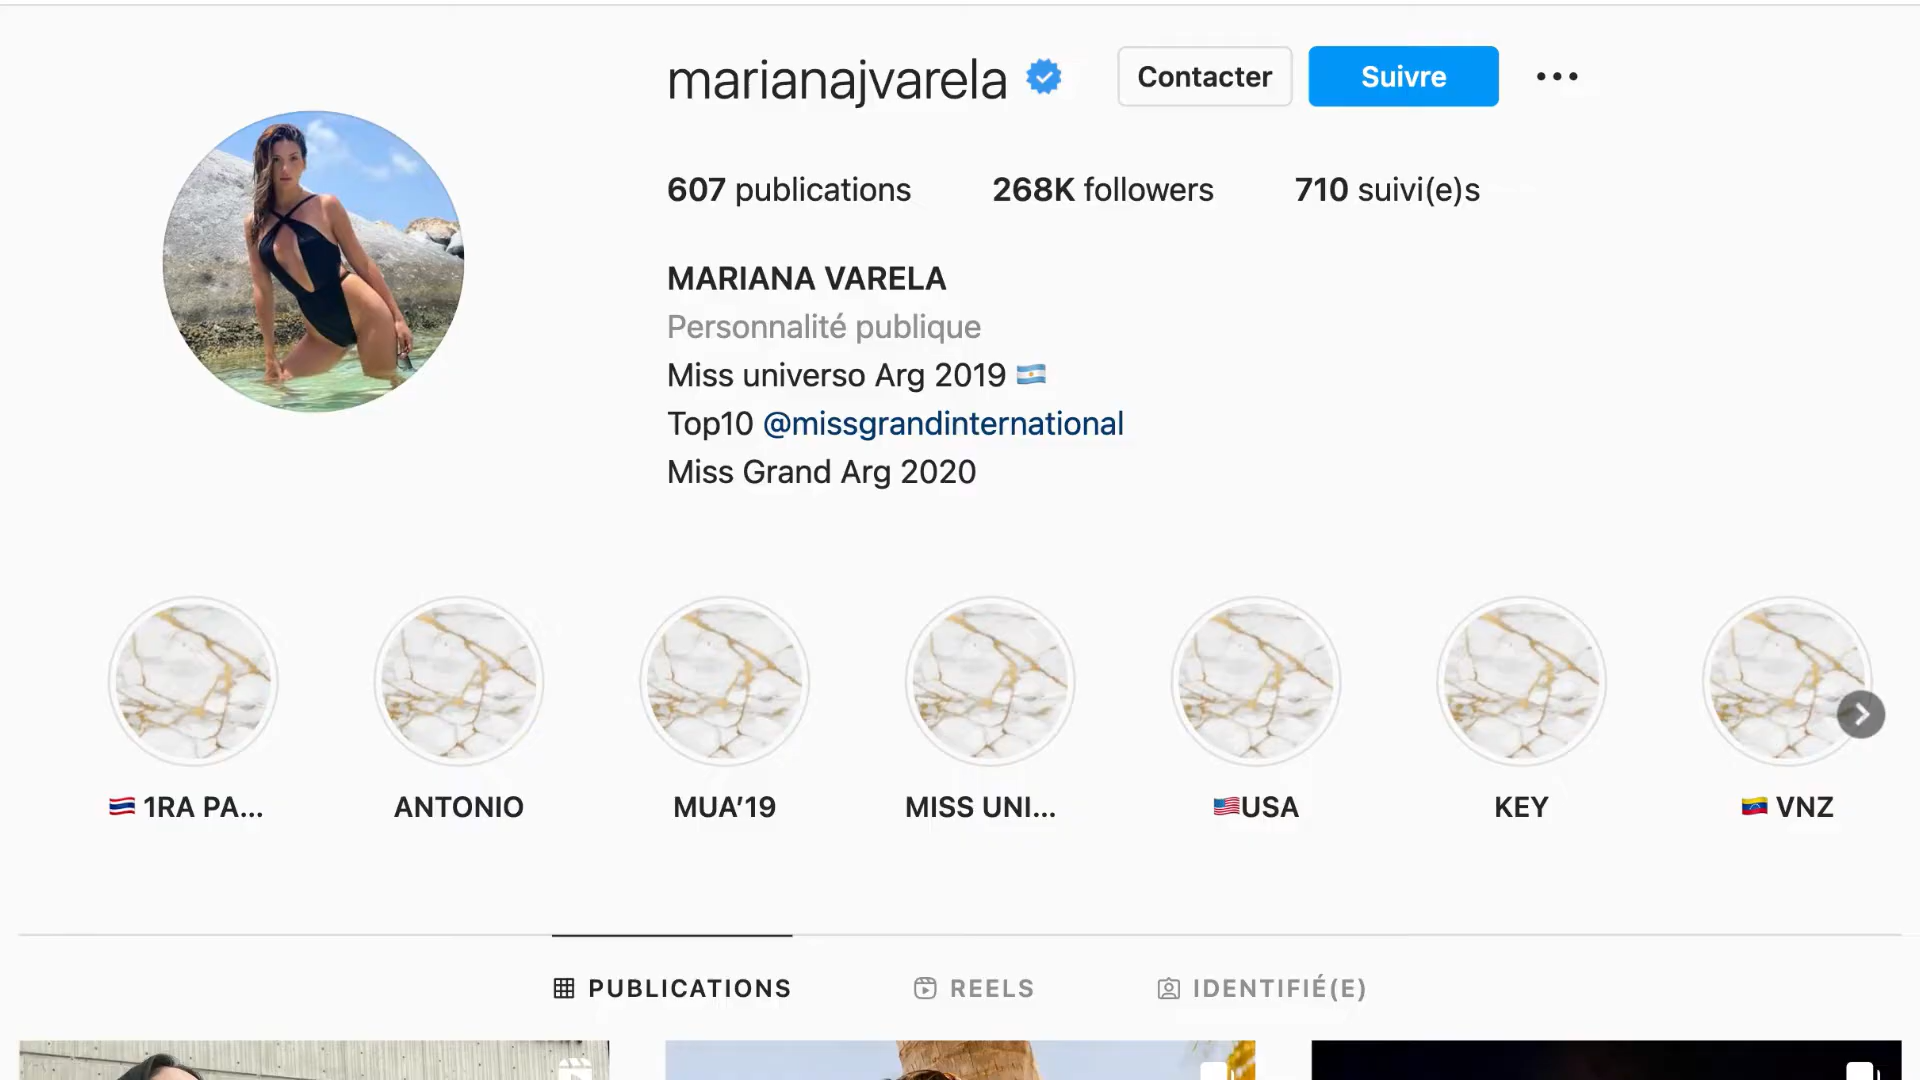 marianajvarela Contacter Suivre
607 publications 268K followers 710 suivi(e)s
MARIANA VARELA
Personnalité publique
Miss universo Arg 2019 🇦🇷
Top10 @missgrandinternational
Miss Grand Arg 2020
🇹🇭 1RA PA... ANTONIO MUA’19 MISS UNI... 🇺🇸USA KEY 🇻🇪 VNZ
PUBLICATIONS REELS IDENTIFIÉ(E)